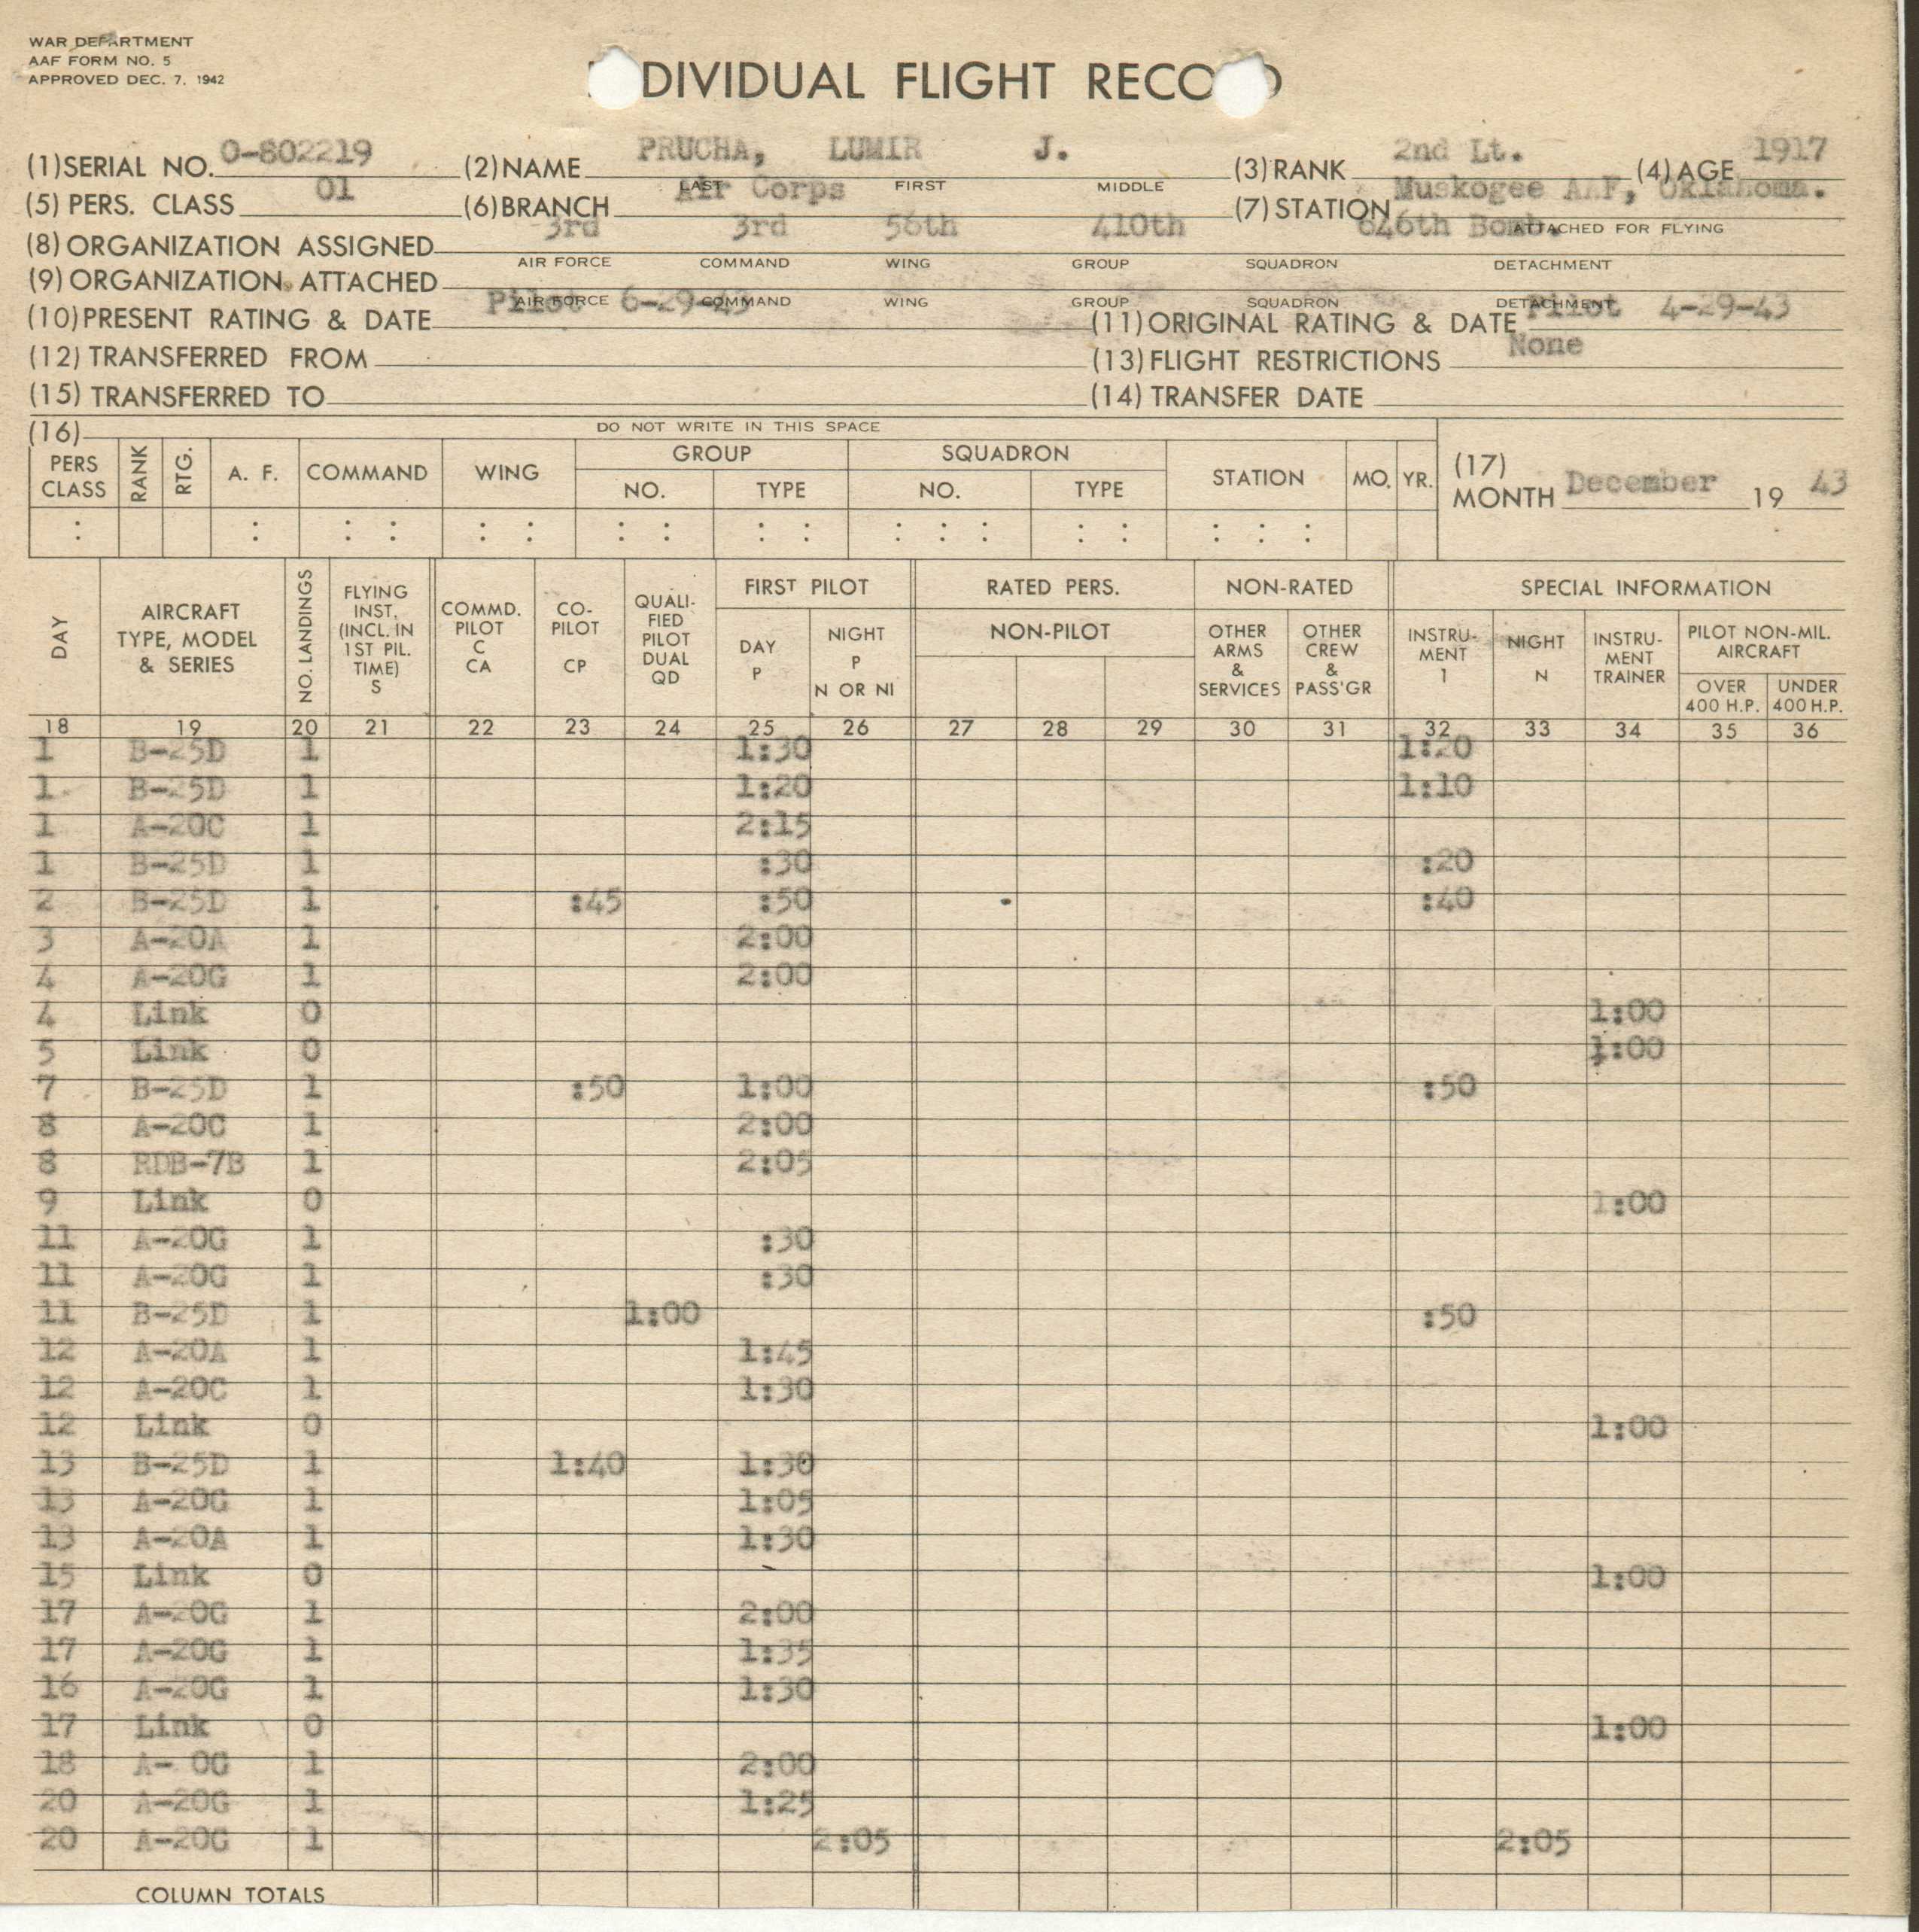 WAR DEPARTMENT
AAF FORM NO. 5
APPROVED DEC. 7. 1942
INDIVIDUAL FLIGHT RECORD
(1) SERIAL NO. O-802219 (2) NAME PRUCHA, LUMIR J. (3) RANK 2nd Lt. (4) AGE 1917
LAST FIRST MIDDLE
(5) PERS. CLASS 01 (6) BRANCH Air Corps (7) STATION Muskogee AAF, Oklahoma.
ATTACHED FOR FLYING
(8) ORGANIZATION ASSIGNED 3rd 3rd 56th 410th 646th Bomb.
AIR FORCE COMMAND WING GROUP SQUADRON DETACHMENT
(9) ORGANIZATION ATTACHED
AIR FORCE COMMAND WING GROUP SQUADRON DETACHMENT
(10) PRESENT RATING & DATE Pilot 6-29-43 (11) ORIGINAL RATING & DATE Pilot 4-29-43
(12) TRANSFERRED FROM (13) FLIGHT RESTRICTIONS None
(15) TRANSFERRED TO (14) TRANSFER DATE
(16) DO NOT WRITE IN THIS SPACE
PERS CLASS RANK RTG. A. F. COMMAND WING GROUP NO. TYPE SQUADRON NO. TYPE STATION MO. YR. (17) MONTH December 19 43
DAY AIRCRAFT TYPE, MODEL & SERIES NO. LANDINGS FLYING INST. (INCL. IN 1ST PIL. TIME) S COMMD. PILOT C CA CO-PILOT CP QUALI-FIED PILOT DUAL QD FIRST PILOT DAY P NIGHT P N OR NI RATED PERS. NON-PILOT NON-RATED OTHER ARMS & SERVICES OTHER CREW & PASS'GR SPECIAL INFORMATION INSTRU-MENT 1 NIGHT N INSTRU-MENT TRAINER PILOT NON-MIL. AIRCRAFT OVER 400 H.P. UNDER 400 H.P.
18 19 20 21 22 23 24 25 26 27 28 29 30 31 32 33 34 35 36
1 B-25D 1 1:30 1:20
1 B-25D 1 1:20 1:10
1 A-20C 1 2:15
1 B-25D 1 :30 :20
2 B-25D 1 :45 :50 :40
3 A-20A 1 2:00
4 A-20G 1 2:00
4 Link 0 1:00
5 Link 0 1:00
7 B-25D 1 :50 1:00 :50
8 A-20C 1 2:00
8 RDB-7B 1 2:05
9 Link 0 1:00
11 A-20G 1 :30
11 A-20G 1 :30
11 B-25D 1 1:00 :50
12 A-20A 1 1:45
12 A-20C 1 1:30
12 Link 0 1:00
13 B-25D 1 1:40 1:30
13 A-20G 1 1:05
13 A-20A 1 1:30
15 Link 0 1:00
17 A-20G 1 2:00
17 A-20G 1 1:35
16 A-20G 1 1:30
17 Link 0 1:00
18 A- 0G 1 2:00
20 A-20G 1 1:25
20 A-20G 1 2:05 2:05
COLUMN TOTALS